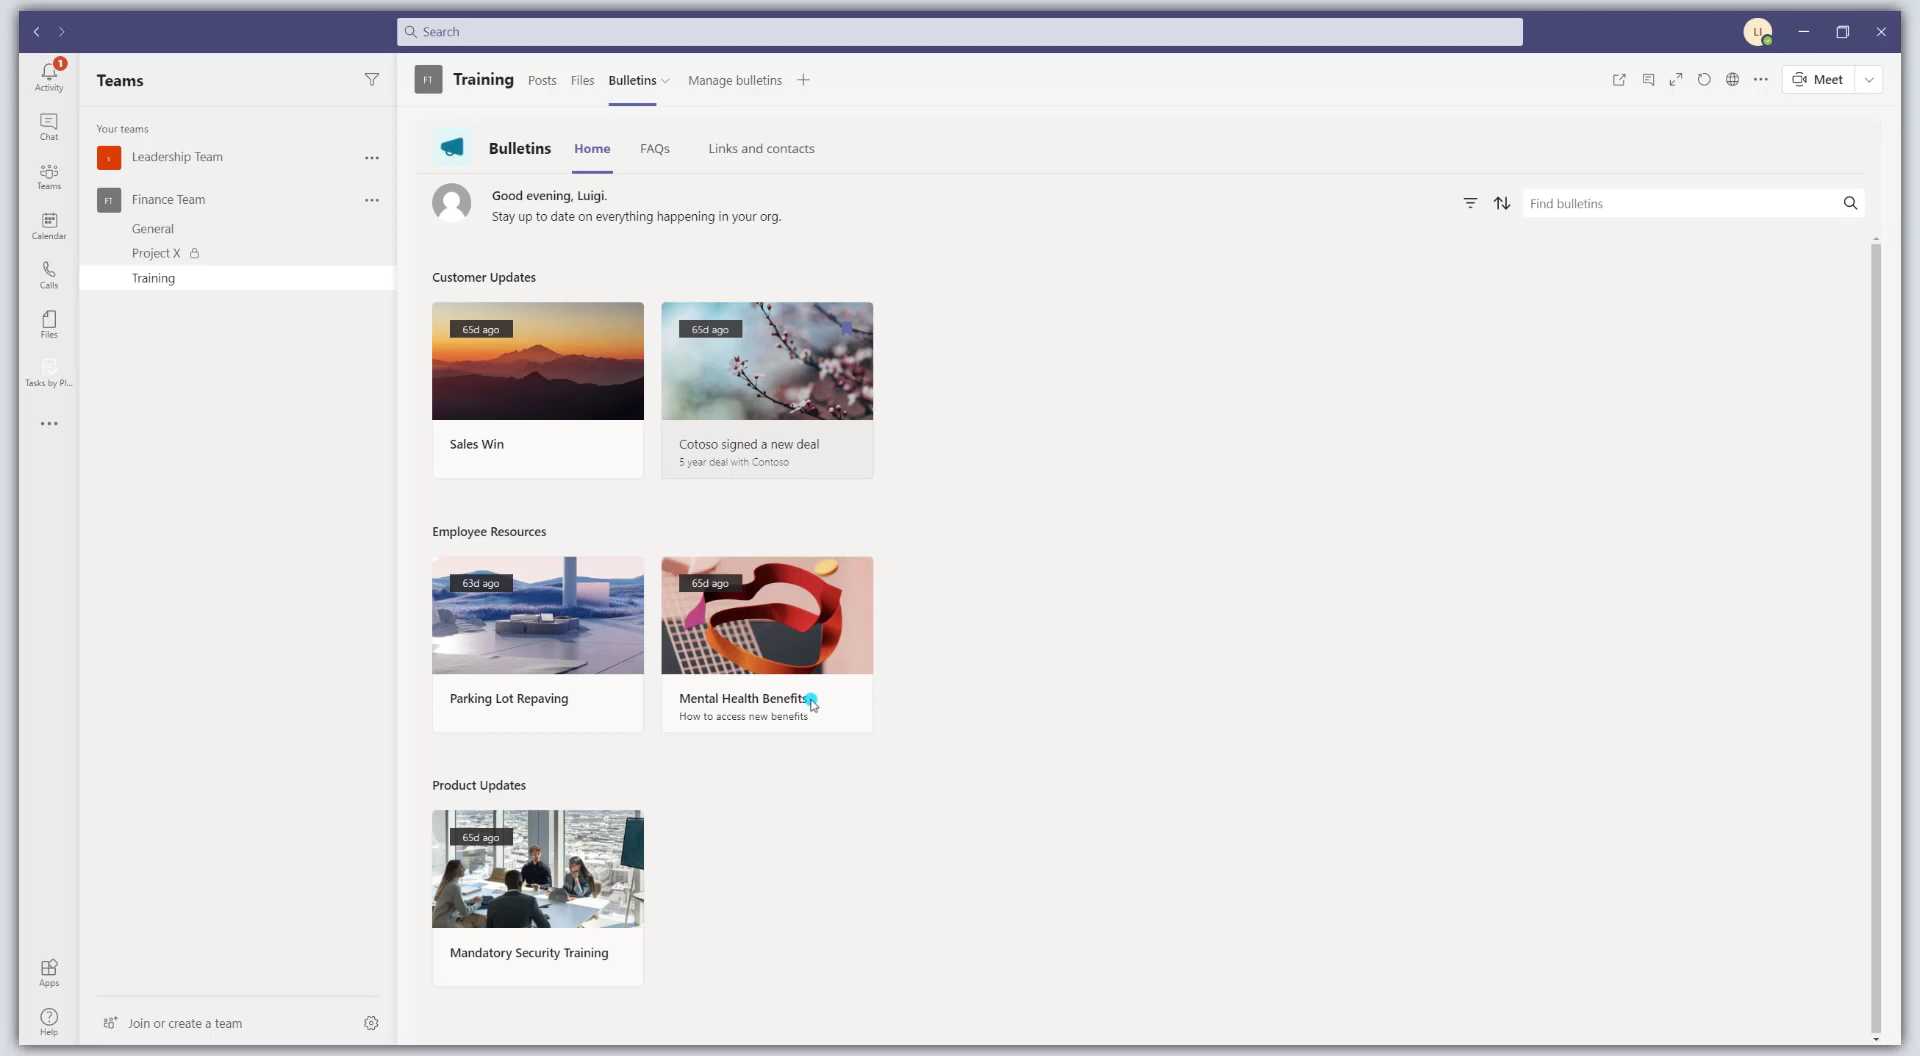 Search
LI
1
Activity
Chat
Teams
Calendar
Calls
Files
Tasks by Pl...
Apps
Help
Teams
Your teams
Leadership Team
FT
Finance Team
General
Project X
Training
Join or create a team
FT
Training
Posts
Files
Bulletins
Manage bulletins
Meet
Bulletins
Home
FAQs
Links and contacts
Good evening, Luigi.
Stay up to date on everything happening in your org.
Find bulletins
Customer Updates
65d ago
Sales Win
65d ago
Cotoso signed a new deal
5 year deal with Contoso
Employee Resources
63d ago
Parking Lot Repaving
65d ago
Mental Health Benefits
How to access new benefits
Product Updates
65d ago
Mandatory Security Training